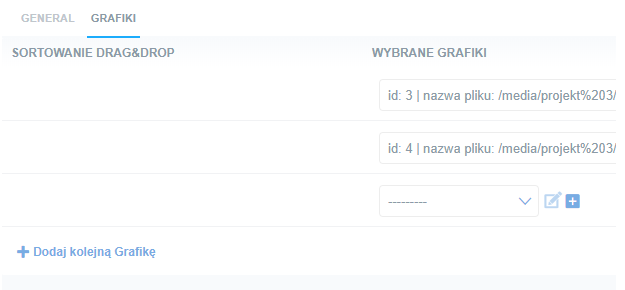 GENERAL GRAFIKI
SORTOWANIE DRAG&DROP WYBRANE GRAFIKI
id: 3 | nazwa pliku: /media/projekt%203/
id: 4 | nazwa pliku: /media/projekt%203/
---------
Dodaj kolejną Grafikę